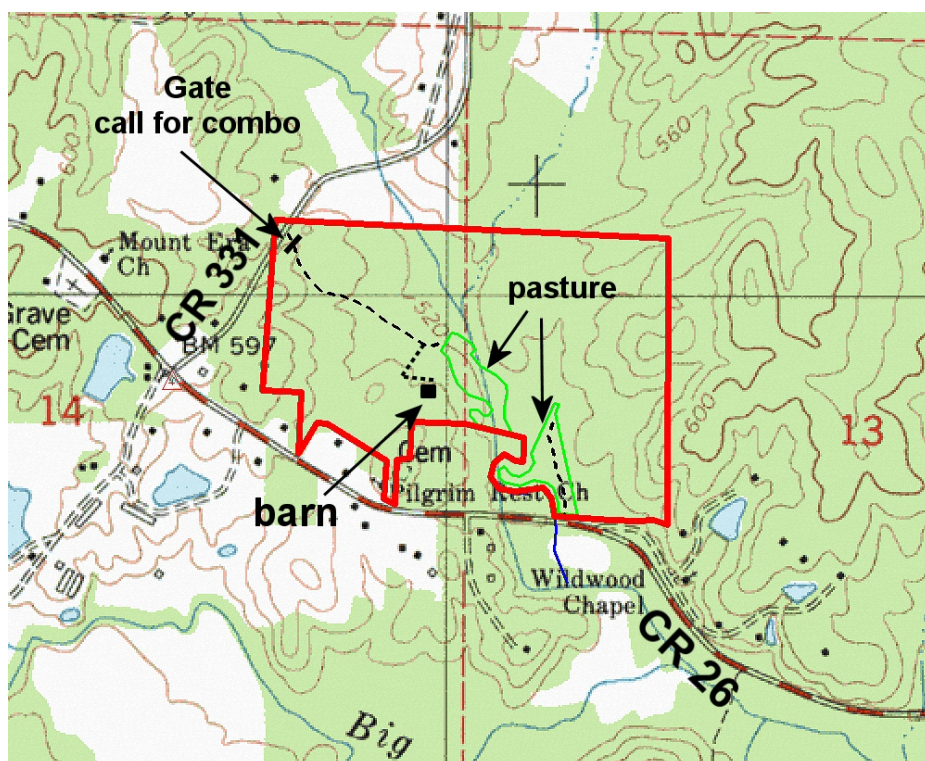 Gate
call for combo
600
560
Mount Era
Ch
CR 331
pasture
Grave
Cem
620
BM 597
14
600
13
Cem
Pilgrim Rest Ch
barn
Wildwood
Chapel
CR 26
Big